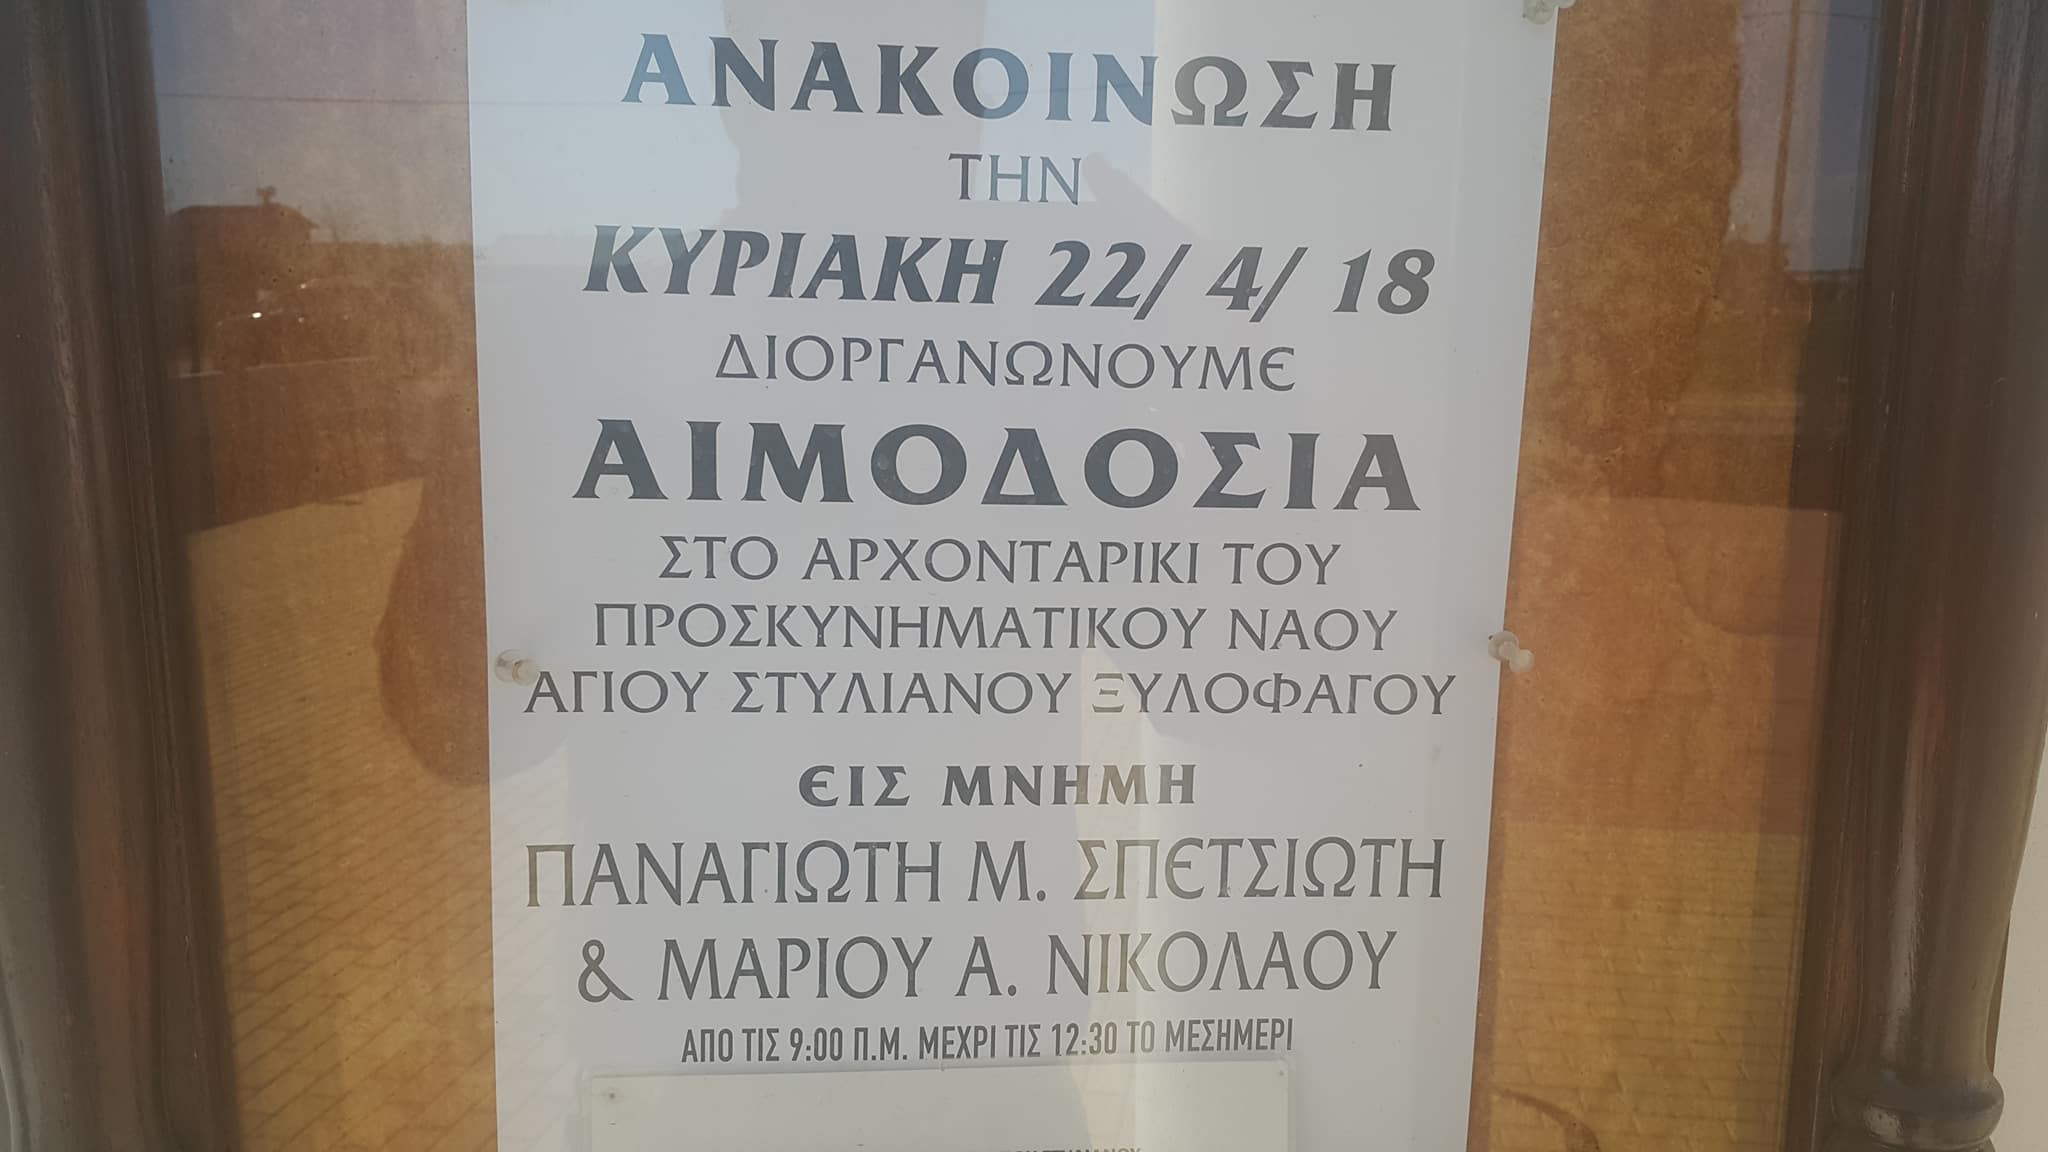 ΑΝΑΚΟΙΝΩΣΗ
ΤΗΝ
ΚΥΡΙΑΚΗ 22/ 4/ 18
ΔΙΟΡΓΑΝΩΝΟΥΜΕ
ΑΙΜΟΔΟΣΙΑ
ΣΤΟ ΑΡΧΟΝΤΑΡΙΚΙ ΤΟΥ
ΠΡΟΣΚΥΝΗΜΑΤΙΚΟΥ ΝΑΟΥ
ΑΓΙΟΥ ΣΤΥΛΙΑΝΟΥ ΞΥΛΟΦΑΓΟΥ
ΕΙΣ ΜΝΗΜΗ
ΠΑΝΑΓΙΩΤΗ Μ. ΣΠΕΤΣΙΩΤΗ
& ΜΑΡΙΟΥ Α. ΝΙΚΟΛΑΟΥ
ΑΠΟ ΤΙΣ 9:00 Π.Μ. ΜΕΧΡΙ ΤΙΣ 12:30 ΤΟ ΜΕΣΗΜΕΡΙ